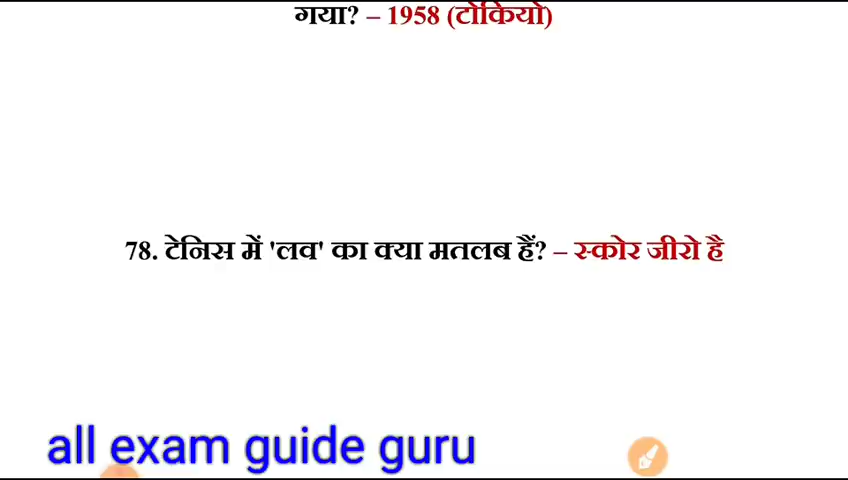 गया? – 1958 (टोकियो)
78. टेनिस में 'लव' का क्या मतलब हैं? – स्कोर जीरो है
all exam guide guru